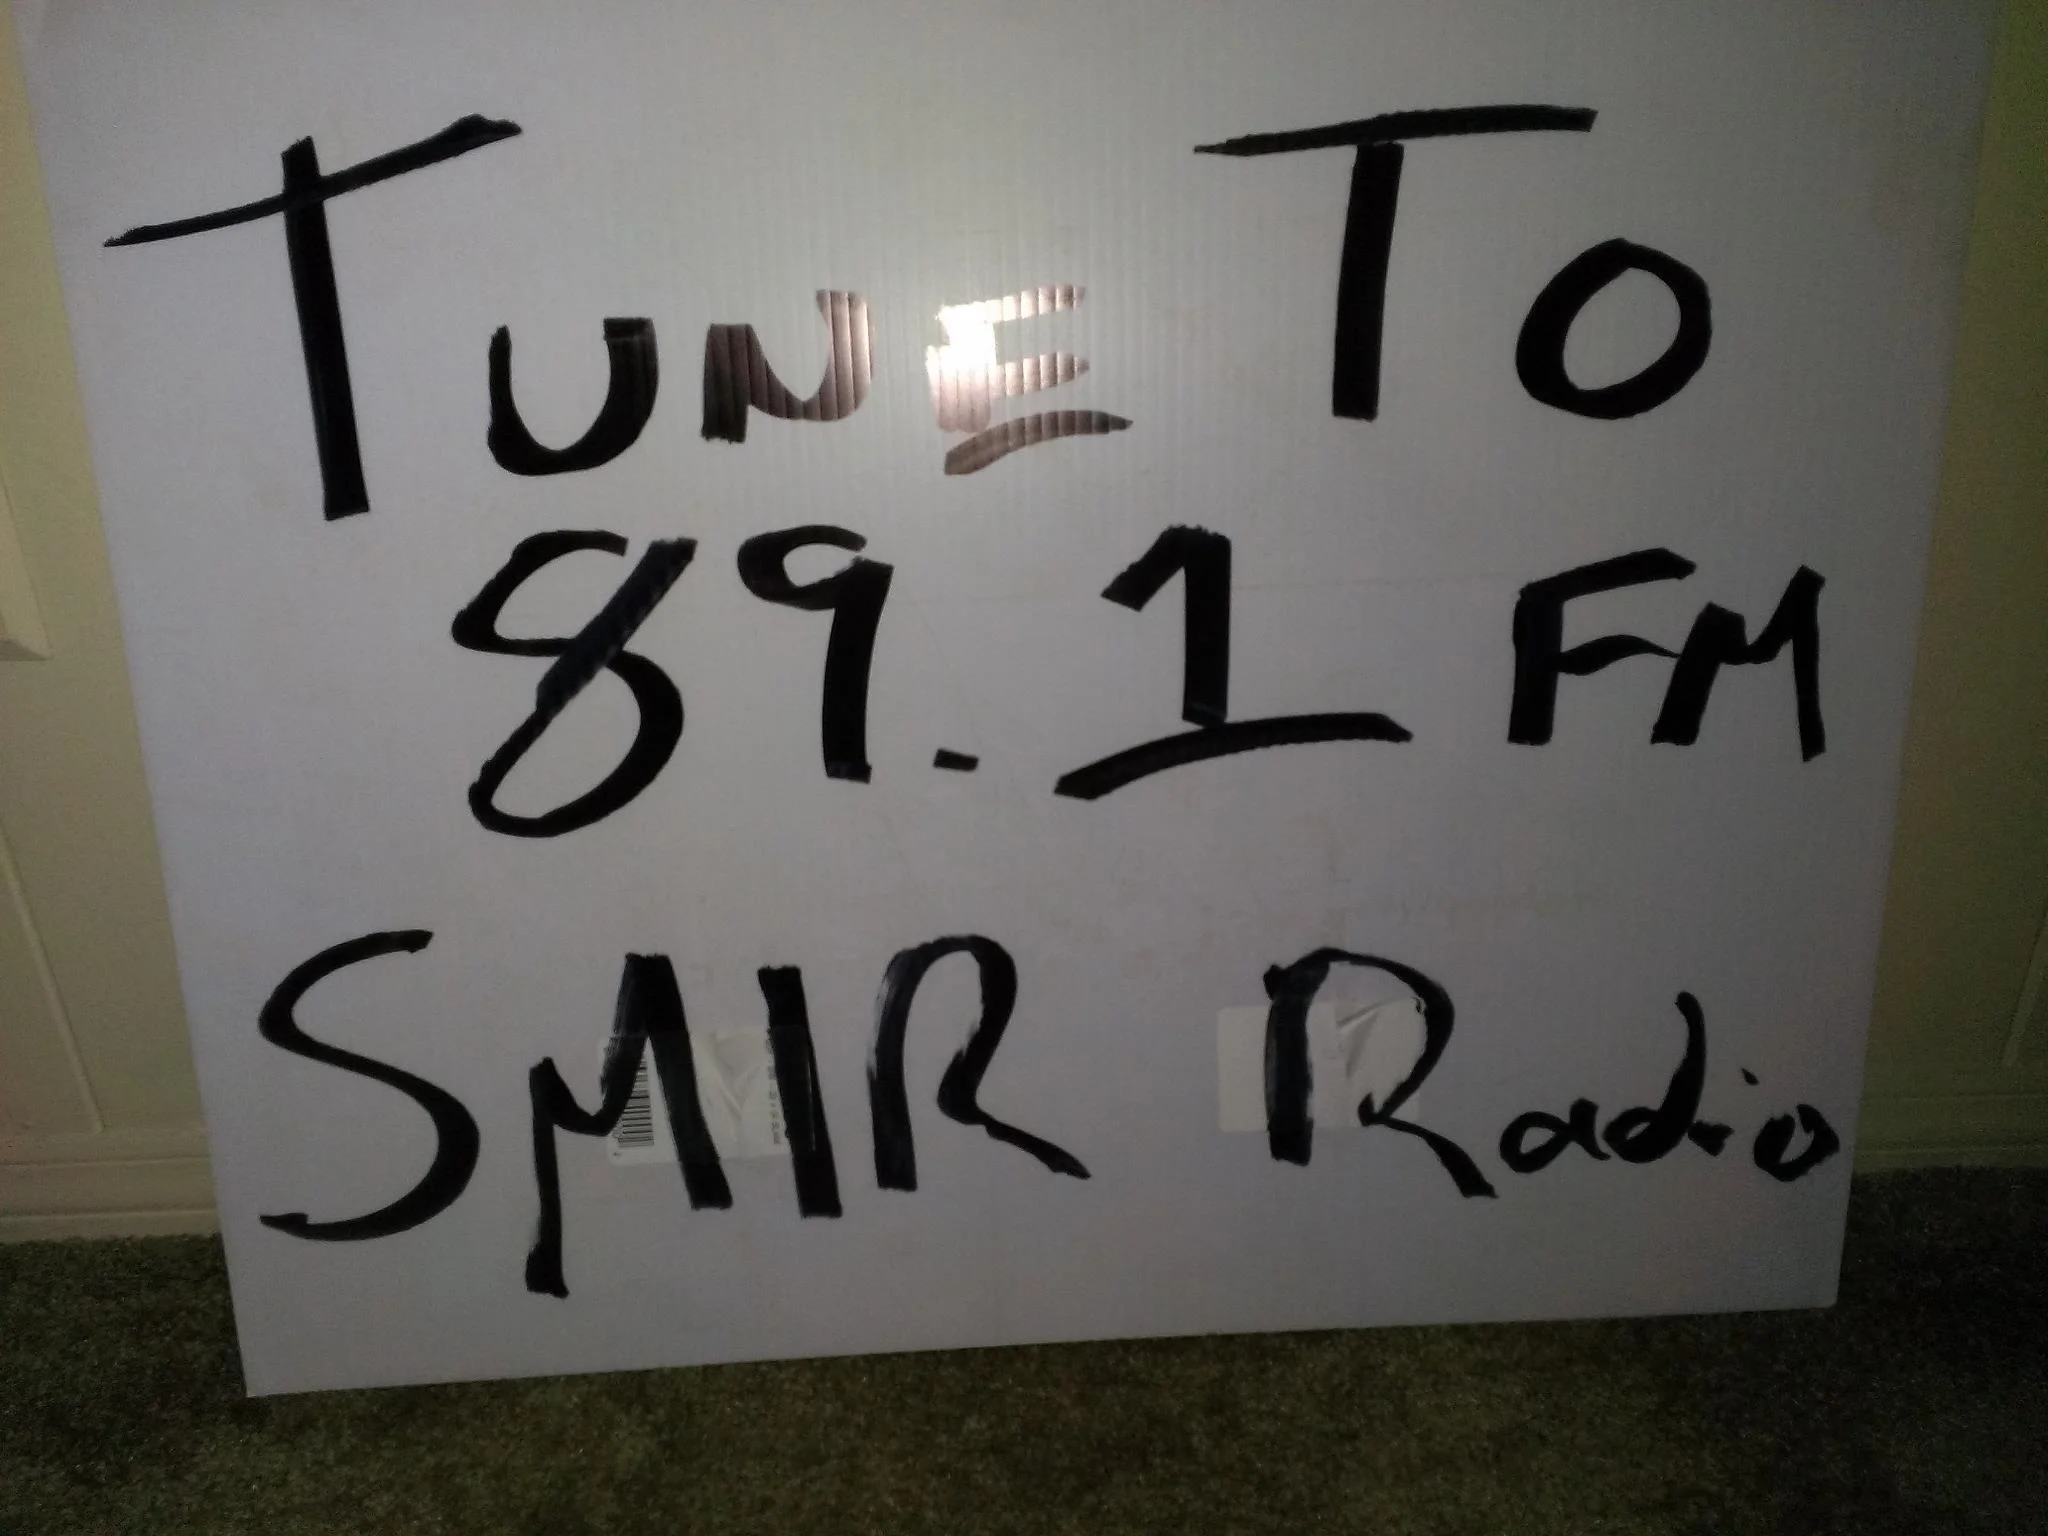 Tune To
89.1 FM
SMIR Radio